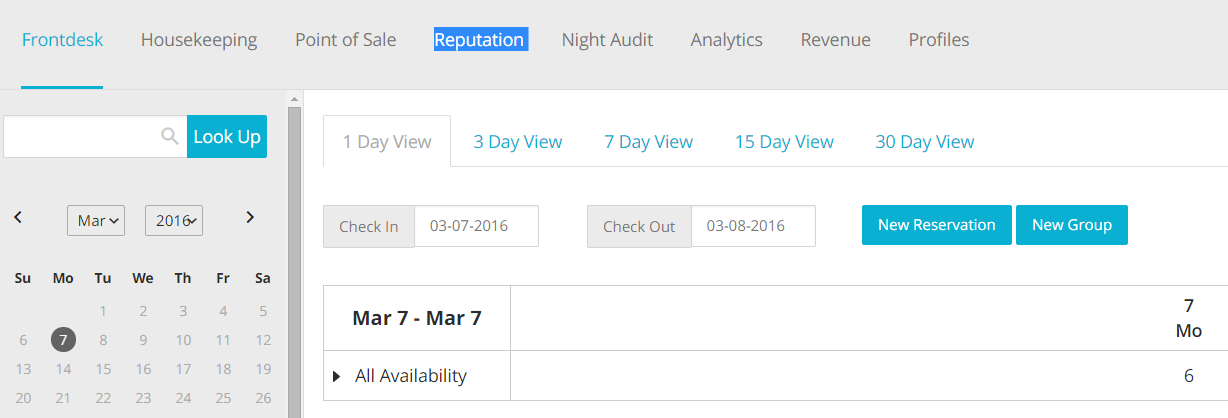 Frontdesk Housekeeping Point of Sale Reputation Night Audit Analytics Revenue Profiles
Look Up
Mar 2016
Su Mo Tu We Th Fr Sa
1 2 3 4 5
6 7 8 9 10 11 12
13 14 15 16 17 18 19
20 21 22 23 24 25 26
1 Day View 3 Day View 7 Day View 15 Day View 30 Day View
Check In 03-07-2016 Check Out 03-08-2016 New Reservation New Group
Mar 7 - Mar 7
7
Mo
All Availability 6